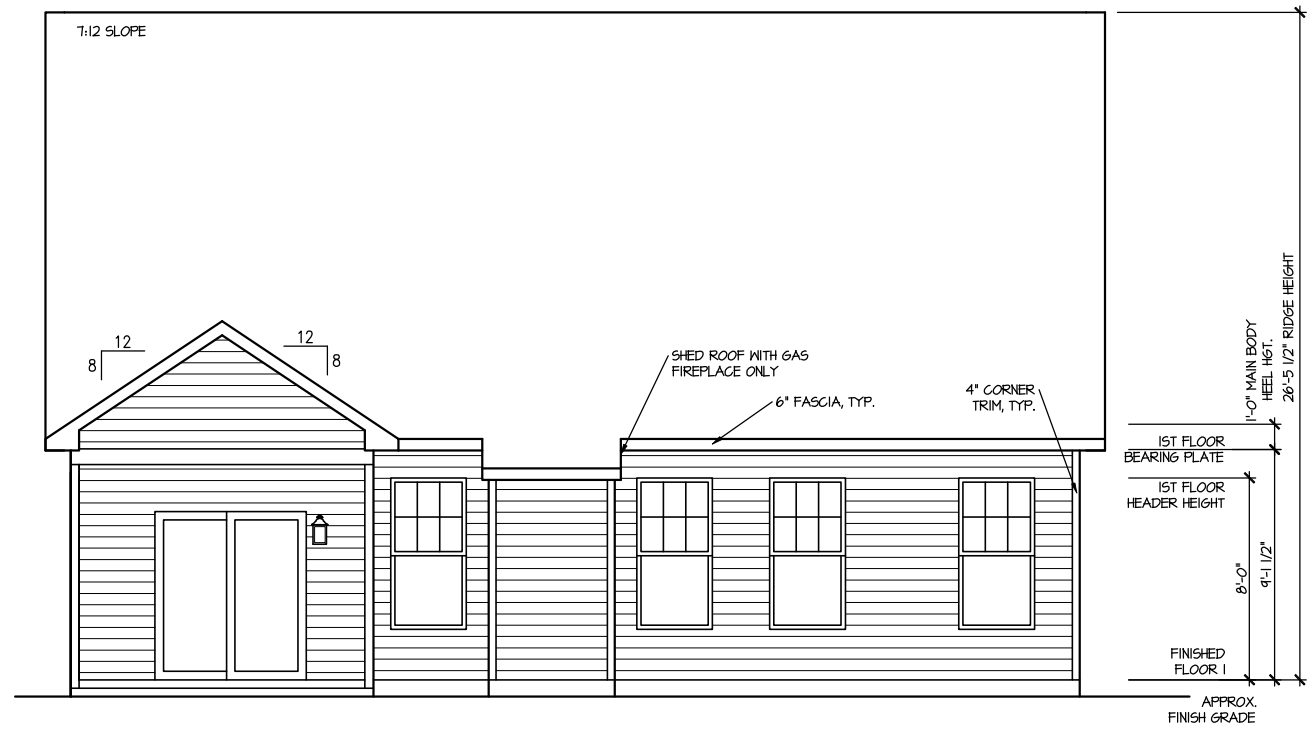 7:12 SLOPE
12
8
12
8
SHED ROOF WITH GAS
FIREPLACE ONLY
6" FASCIA, TYP.
4" CORNER
TRIM, TYP.
1'-0" MAIN BODY
HEEL HGT.
26'-5 1/2" RIDGE HEIGHT
1ST FLOOR
BEARING PLATE
1ST FLOOR
HEADER HEIGHT
8'-0"
9'-1 1/2"
FINISHED
FLOOR 1
APPROX.
FINISH GRADE